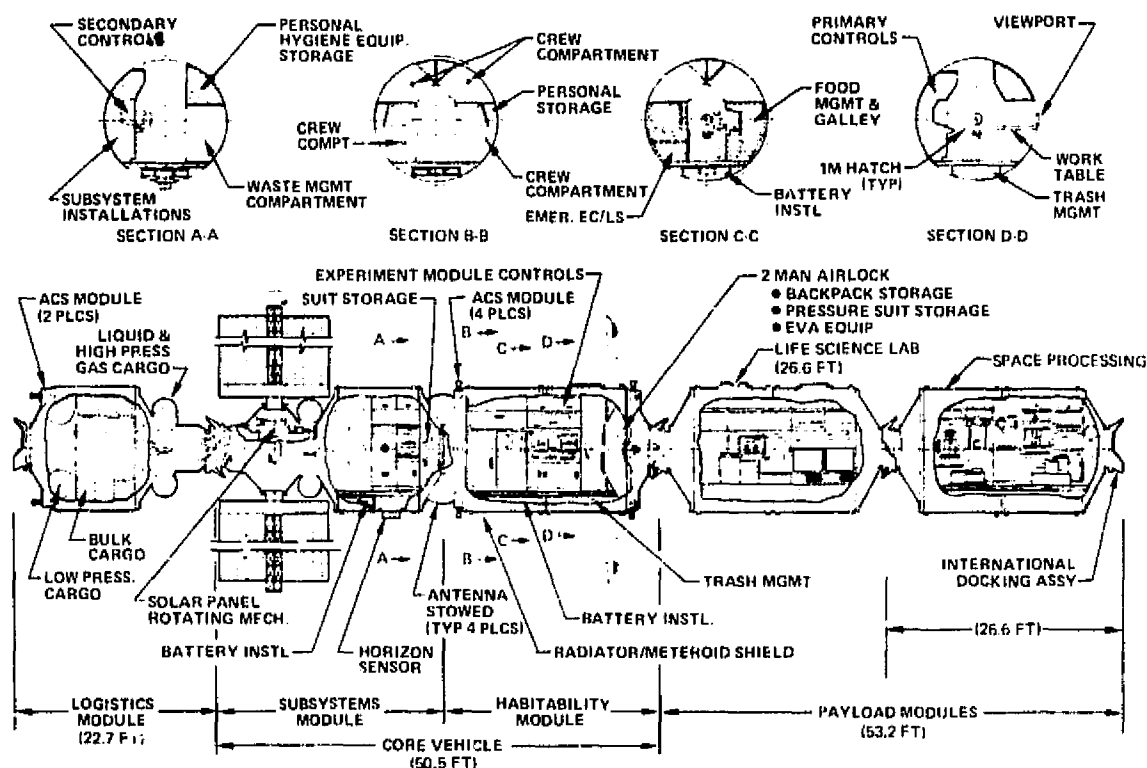 SECONDARY
CONTROLS
PERSONAL
HYGIENE EQUIP.
STORAGE
SUBSYSTEM
INSTALLATIONS
WASTE MGMT
COMPARTMENT
SECTION A-A
CREW
COMPARTMENT
PERSONAL
STORAGE
CREW
COMPT
CREW
COMPARTMENT
SECTION B-B
FOOD
MGMT &
GALLEY
EMER. EC/LS
BATTERY
INSTL
SECTION C-C
PRIMARY
CONTROLS
VIEWPORT
1M HATCH
(TYP)
WORK
TABLE
TRASH
MGMT
SECTION D-D
ACS MODULE
(2 PLCS)
LIQUID &
HIGH PRESS
GAS CARGO
EXPERIMENT MODULE CONTROLS
SUIT STORAGE
ACS MODULE
(4 PLCS)
2 MAN AIRLOCK
● BACKPACK STORAGE
● PRESSURE SUIT STORAGE
● EVA EQUIP
LIFE SCIENCE LAB
(26.6 FT)
SPACE PROCESSING
A
B
C
D
A
B
C
D
BULK
CARGO
LOW PRESS.
CARGO
SOLAR PANEL
ROTATING MECH.
BATTERY INSTL
HORIZON
SENSOR
ANTENNA
STOWED
(TYP 4 PLCS)
RADIATOR/METEROID SHIELD
BATTERY INSTL.
TRASH MGMT
INTERNATIONAL
DOCKING ASSY
(26.6 FT)
LOGISTICS
MODULE
(22.7 FT)
SUBSYSTEMS
MODULE
HABITABILITY
MODULE
CORE VEHICLE
(50.5 FT)
PAYLOAD MODULES
(53.2 FT)